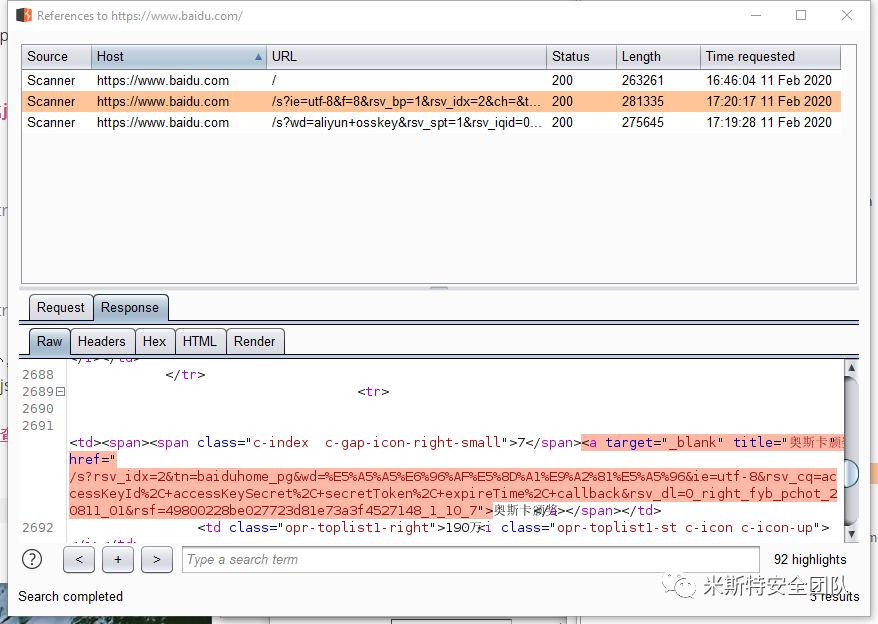 References to https://www.baidu.com/
Source Host URL Status Length Time requested
Scanner https://www.baidu.com / 200 263261 16:46:04 11 Feb 2020
Scanner https://www.baidu.com /s?ie=utf-8&f=8&rsv_bp=1&rsv_idx=2&ch=&t... 200 281335 17:20:17 11 Feb 2020
Scanner https://www.baidu.com /s?wd=aliyun+osskey&rsv_spt=1&rsv_iqid=0... 200 275645 17:19:28 11 Feb 2020
Request Response
Raw Headers Hex HTML Render
2688 </tr>
2689 <tr>
2690
2691
<td><span><span class="c-index  c-gap-icon-right-small">7</span><a target="_blank" title="奥斯卡颁奖"
href="
/s?rsv_idx=2&tn=baiduhome_pg&wd=%E5%A5%A5%E6%96%AF%E5%8D%A1%E9%A2%81%E5%A5%96&ie=utf-8&rsv_cq=ac
cessKeyId%2C+accessKeySecret%2C+secretToken%2C+expireTime%2C+callback&rsv_dl=0_right_fyb_pchot_2
0811_01&rsf=49800228be027723d81e73a3f4527148_1_10_7">奥斯卡颁奖</a></span></td>
2692 <td class="opr-toplist1-right">190万<i class="opr-toplist1-st c-icon c-icon-up">
</i></td>
? < + > Type a search term 92 highlights
米斯特安全团队
Search completed 3 results